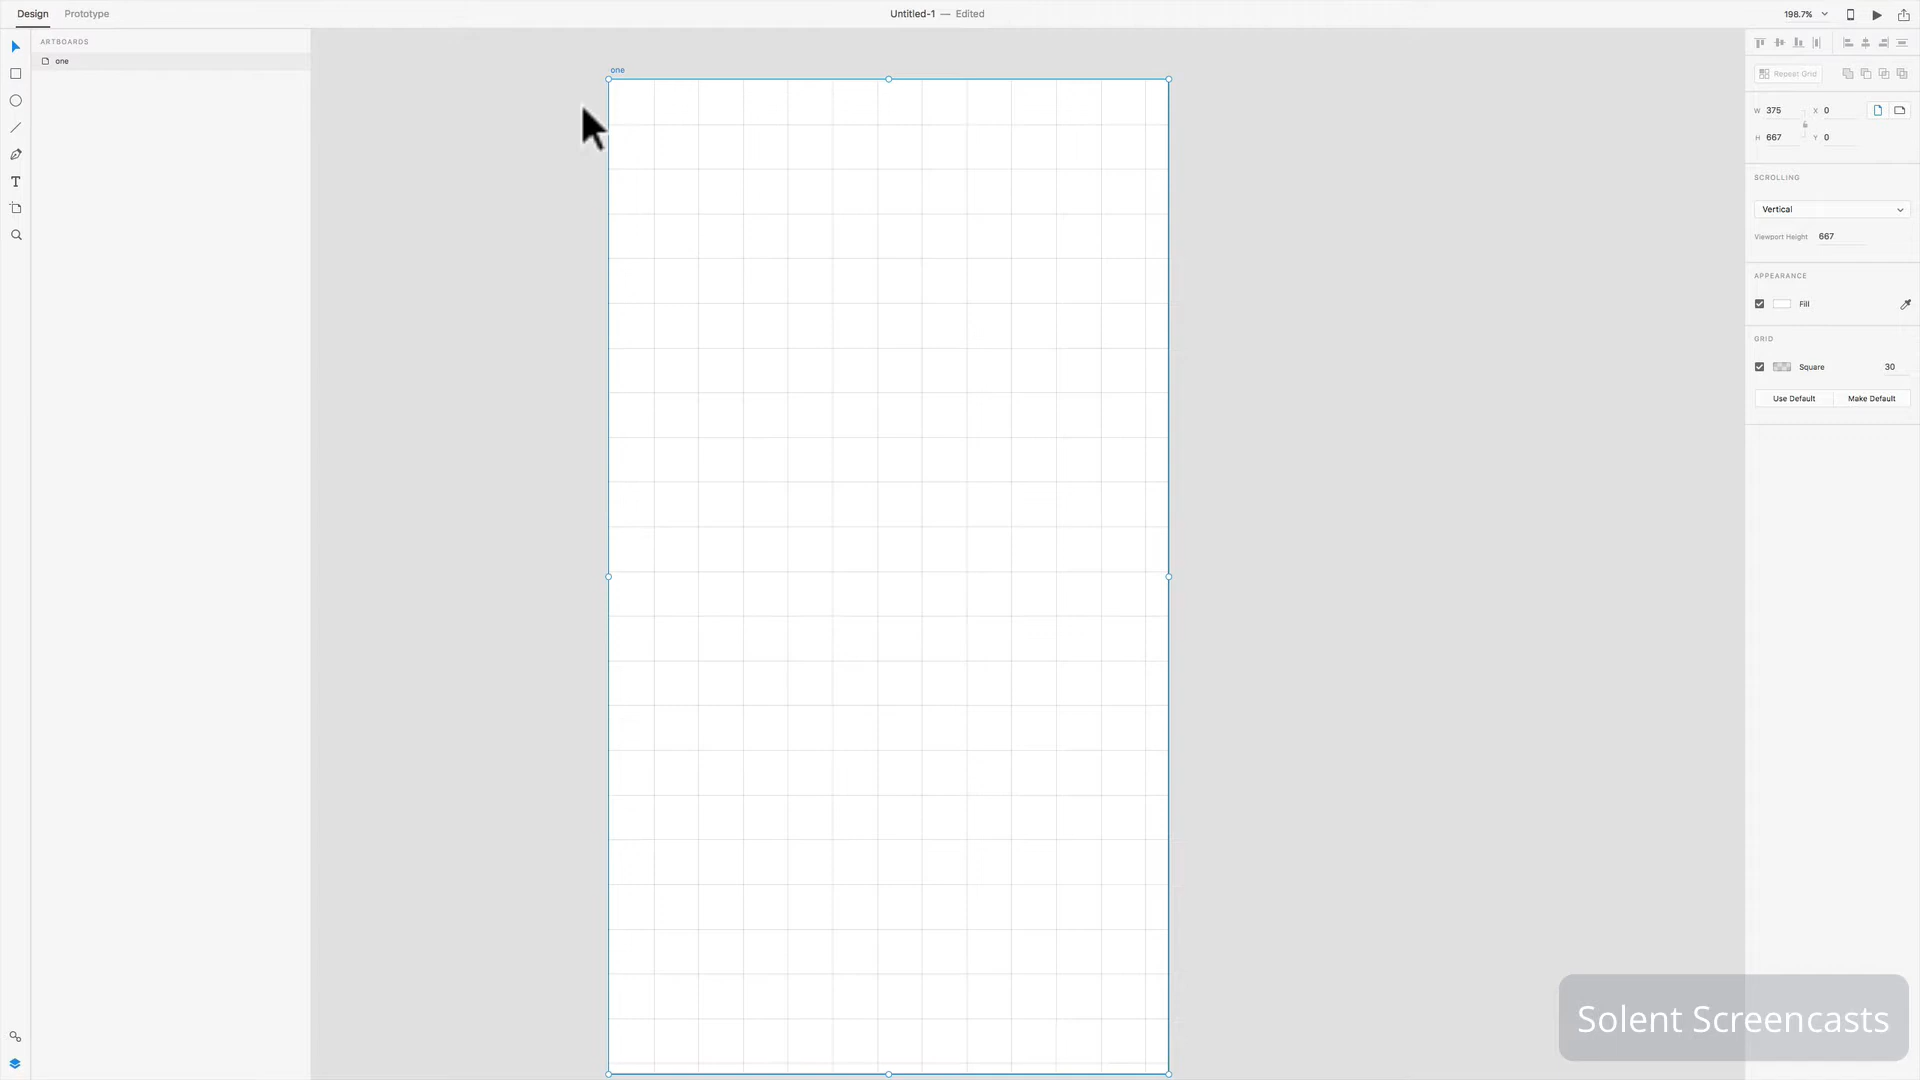 Design Prototype Untitled-1 — Edited 198.7%
ARTBOARDS
one
one
Repeat Grid
W 375 X 0
H 667 Y 0
SCROLLING
Vertical
Viewport Height 667
APPEARANCE
Fill
GRID
Square 30
Use Default Make Default
T
Solent Screencasts